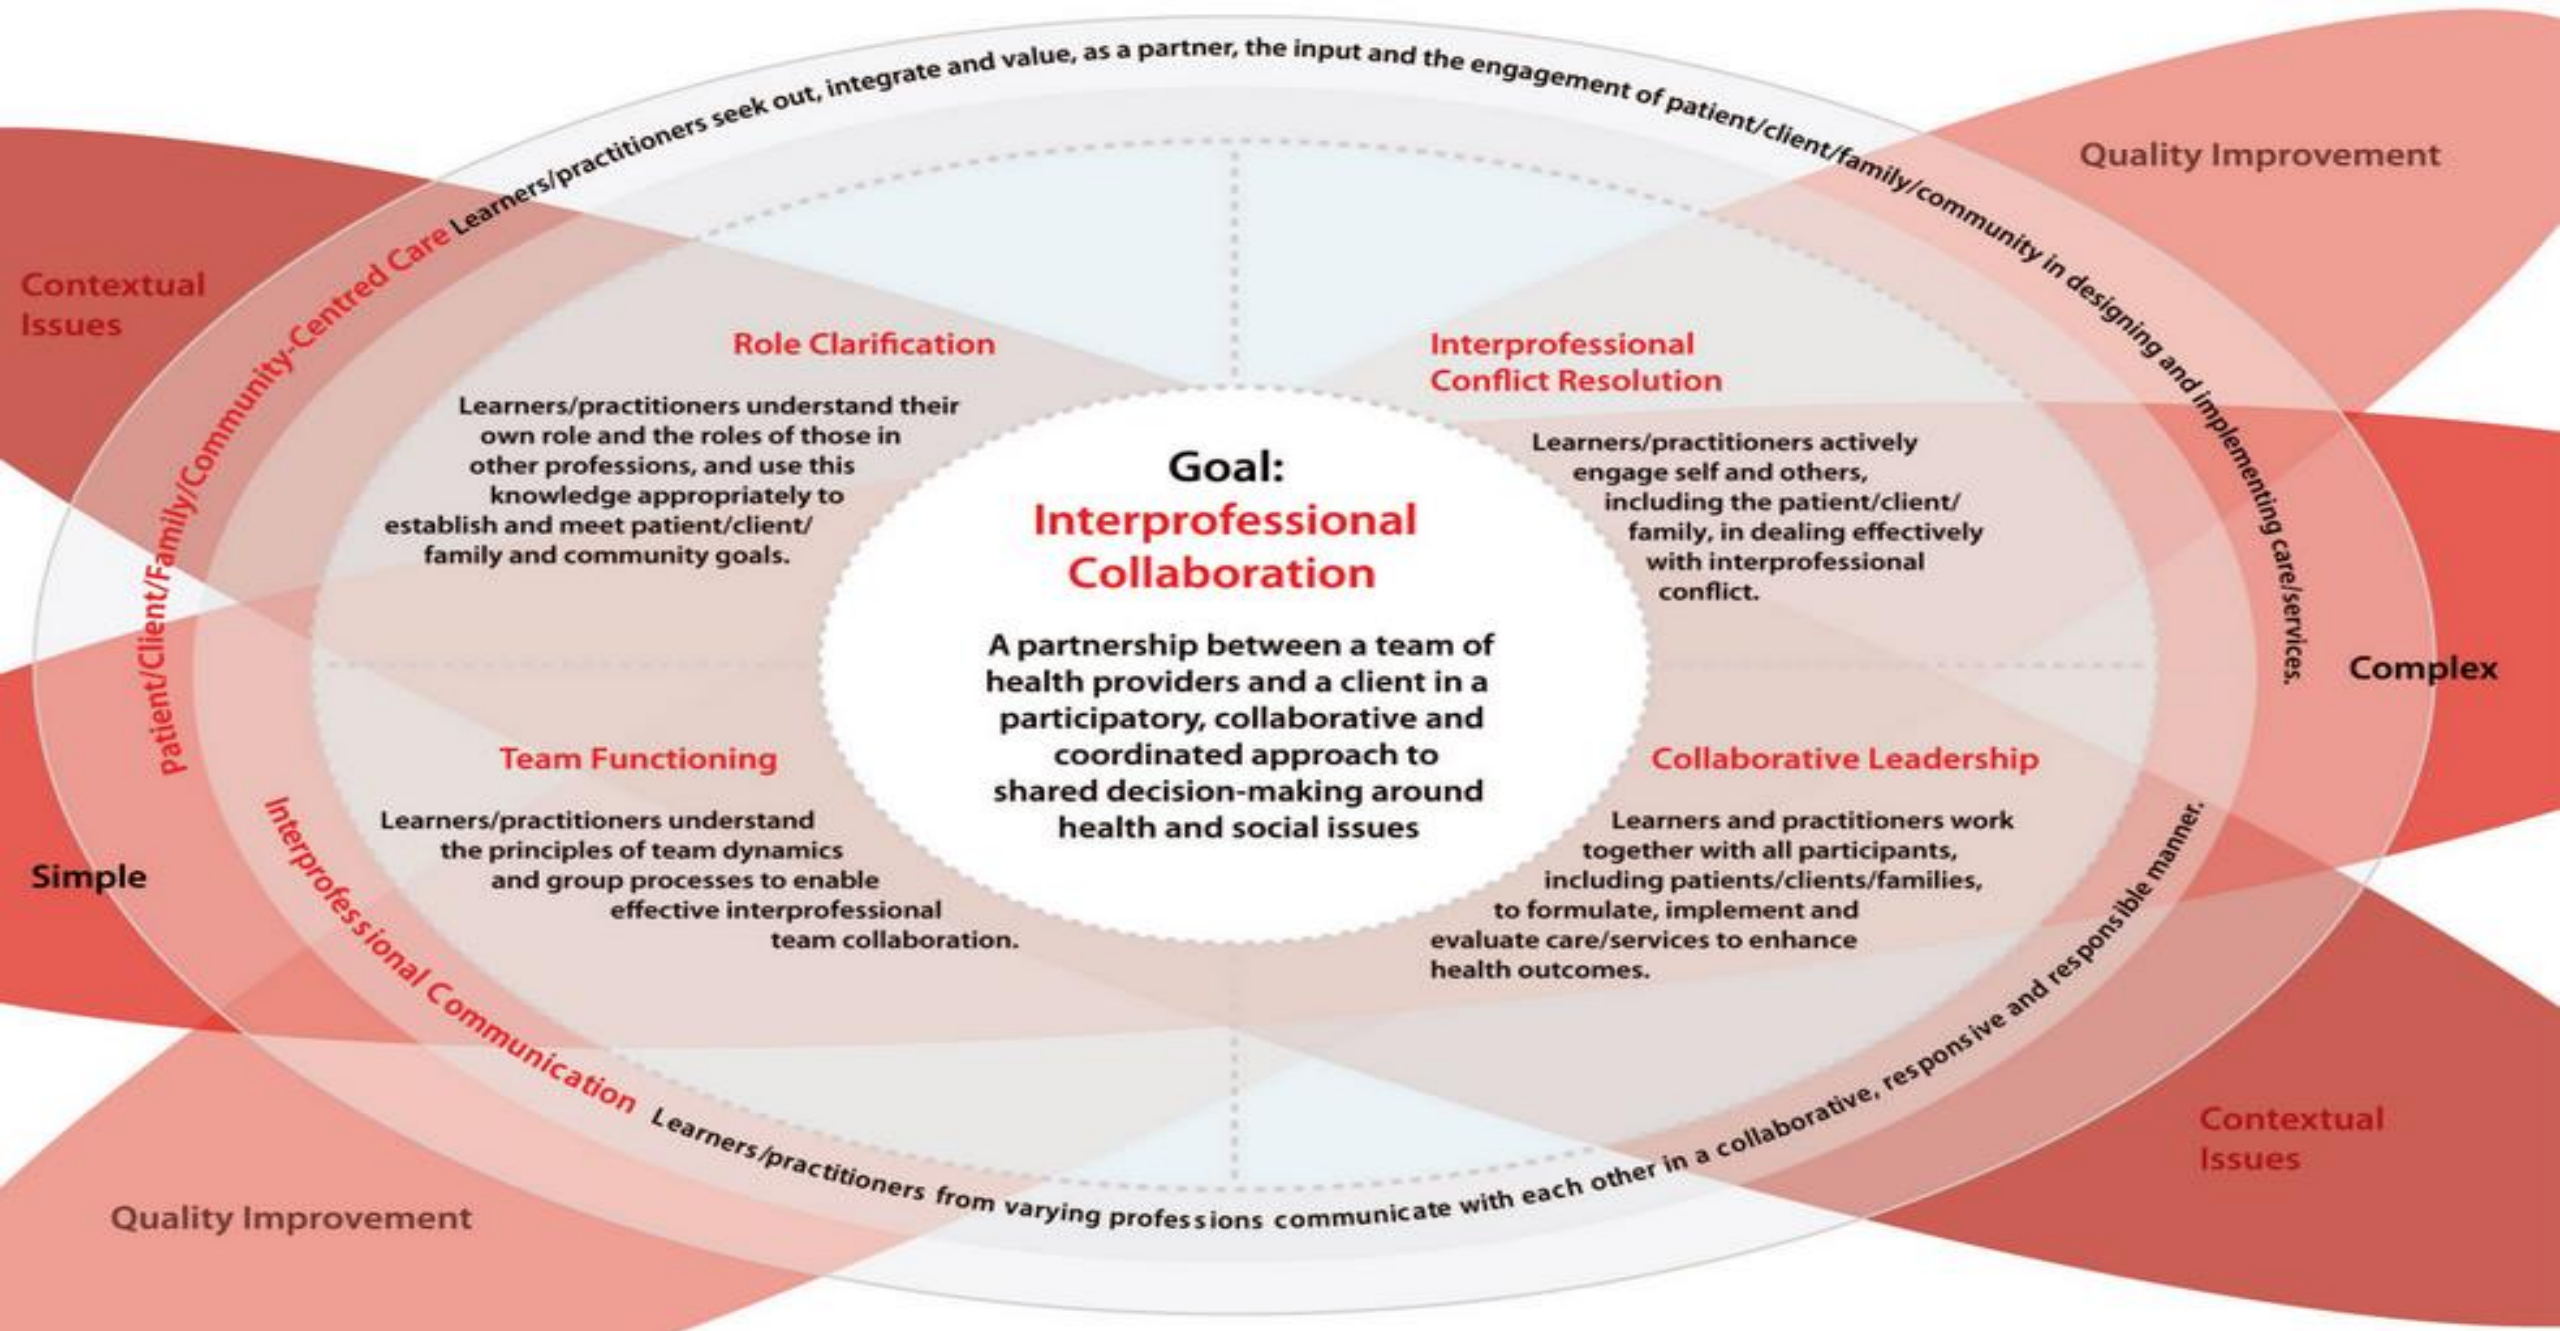 Patient/Client/Family/Community-Centred Care Learners/practitioners seek out, integrate and value, as a partner, the input and the engagement of patient/client/family/community in designing and implementing care/services.
Quality Improvement
Contextual
Issues
Role Clarification
Learners/practitioners understand their
own role and the roles of those in
other professions, and use this
knowledge appropriately to
establish and meet patient/client/
family and community goals.
Interprofessional
Conflict Resolution
Learners/practitioners actively
engage self and others,
including the patient/client/
family, in dealing effectively
with interprofessional
conflict.
Goal:
Interprofessional
Collaboration
A partnership between a team of
health providers and a client in a
participatory, collaborative and
coordinated approach to
shared decision-making around
health and social issues
Complex
Team Functioning
Learners/practitioners understand
the principles of team dynamics
and group processes to enable
effective interprofessional
team collaboration.
Collaborative Leadership
Learners and practitioners work
together with all participants,
including patients/clients/families,
to formulate, implement and
evaluate care/services to enhance
health outcomes.
Simple
Interprofessional Communication Learners/practitioners from varying professions communicate with each other in a collaborative, responsive and responsible manner.
Contextual
Issues
Quality Improvement